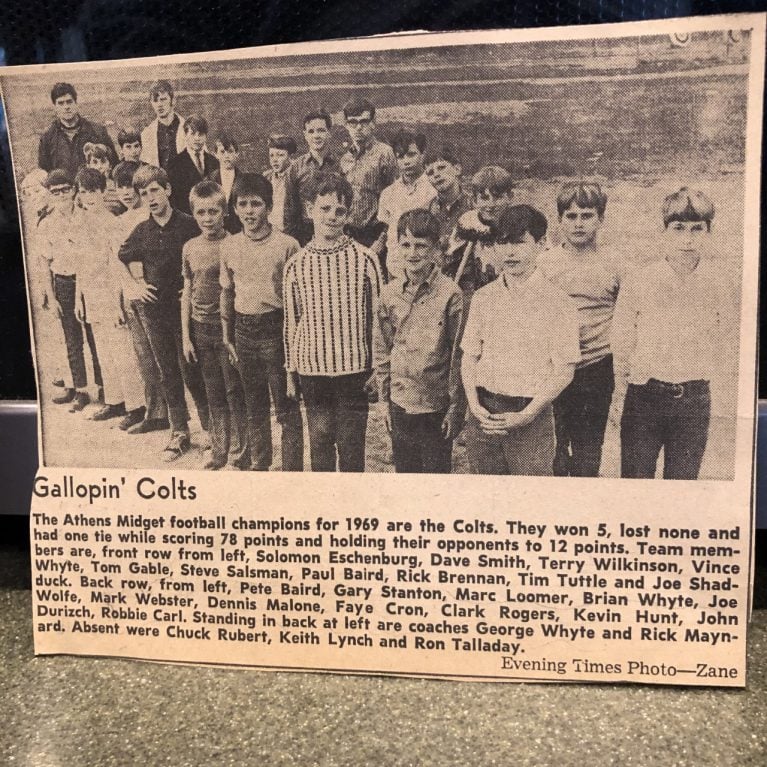 Gallopin' Colts
The Athens Midget football champions for 1969 are the Colts. They won 5, lost none and
had one tie while scoring 78 points and holding their opponents to 12 points. Team mem-
bers are, front row from left, Solomon Eschenburg, Dave Smith, Terry Wilkinson, Vince
Whyte, Tom Gable, Steve Salsman, Paul Baird, Rick Brennan, Tim Tuttle and Joe Shad-
duck. Back row, from left, Pete Baird, Gary Stanton, Marc Loomer, Brian Whyte, Joe
Wolfe, Mark Webster, Dennis Malone, Faye Cron, Clark Rogers, Kevin Hunt, John
Durizch, Robbie Carl. Standing in back at left are coaches George Whyte and Rick Mayn-
ard. Absent were Chuck Rubert, Keith Lynch and Ron Talladay.
Evening Times Photo—Zane